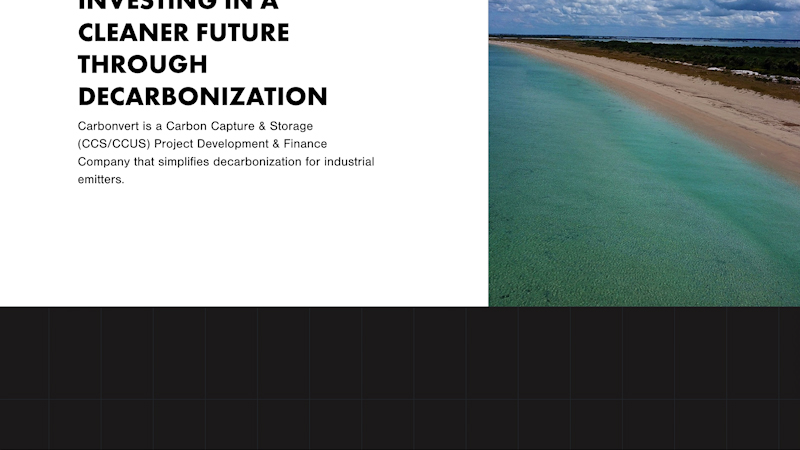 INVESTING IN A
CLEANER FUTURE
THROUGH
DECARBONIZATION
Carbonvert is a Carbon Capture & Storage
(CCS/CCUS) Project Development & Finance
Company that simplifies decarbonization for industrial
emitters.